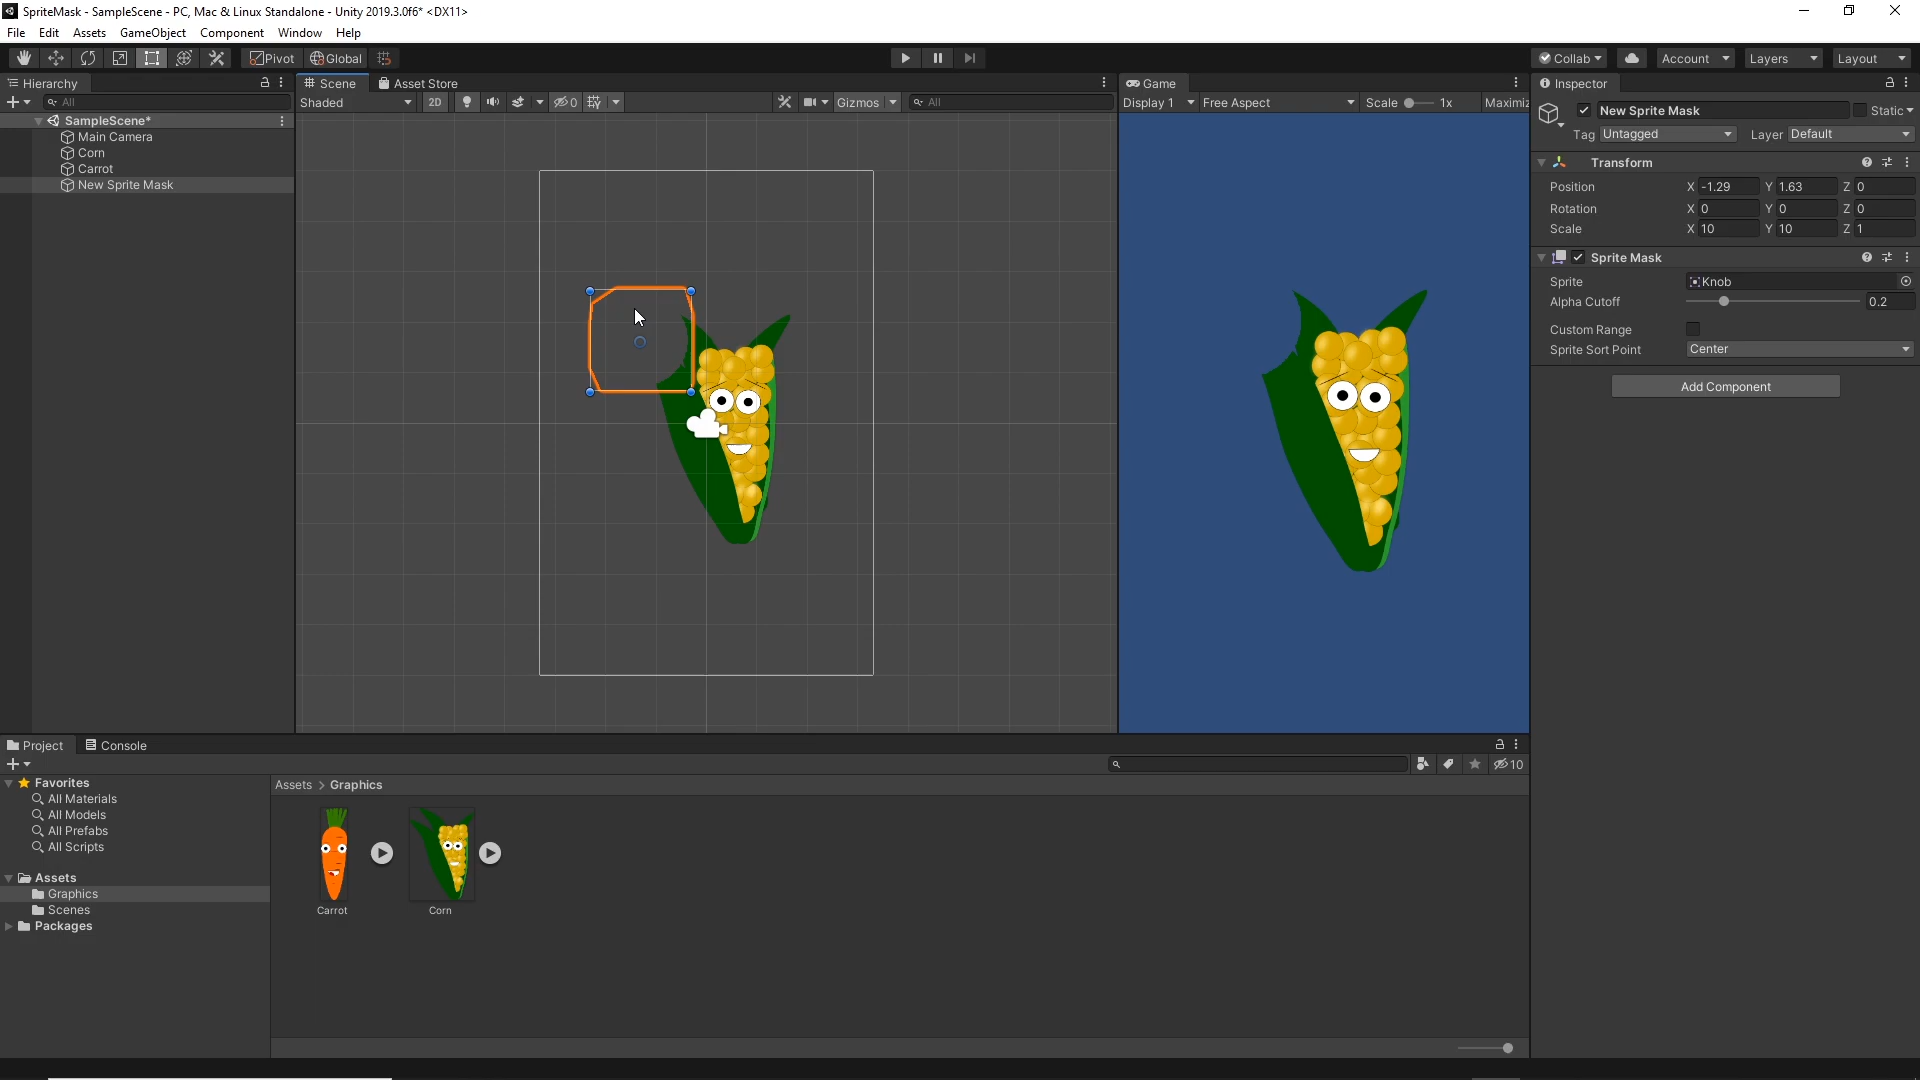 SpriteMask - SampleScene - PC, Mac & Linux Standalone - Unity 2019.3.0f6* <DX11>
File Edit Assets GameObject Component Window Help
Pivot Global Collab Account Layers Layout
Hierarchy
All
SampleScene*
Main Camera
Corn
Carrot
New Sprite Mask
Scene Asset Store
Shaded 2D 0 Gizmos All
Game
Display 1 Free Aspect Scale 1x Maximiz
Inspector
New Sprite Mask Static
Tag Untagged Layer Default
Transform
Position X -1.29 Y 1.63 Z 0
Rotation X 0 Y 0 Z 0
Scale X 10 Y 10 Z 1
Sprite Mask
Sprite Knob
Alpha Cutoff 0.2
Custom Range
Sprite Sort Point Center
Add Component
Project Console
10
Favorites
All Materials
All Models
All Prefabs
All Scripts
Assets
Graphics
Scenes
Packages
Assets > Graphics
Carrot Corn